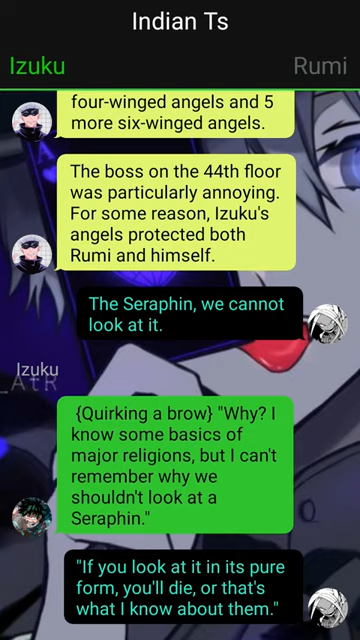 Indian Ts
Izuku Rumi
four-winged angels and 5
more six-winged angels.
The boss on the 44th floor
was particularly annoying.
For some reason, Izuku's
angels protected both
Rumi and himself.
The Seraphin, we cannot
look at it.
Izuku
_AtR
{Quirking a brow} "Why? I
know some basics of
major religions, but I can't
remember why we
shouldn't look at a
Seraphin."
"If you look at it in its pure
form, you'll die, or that's
what I know about them."